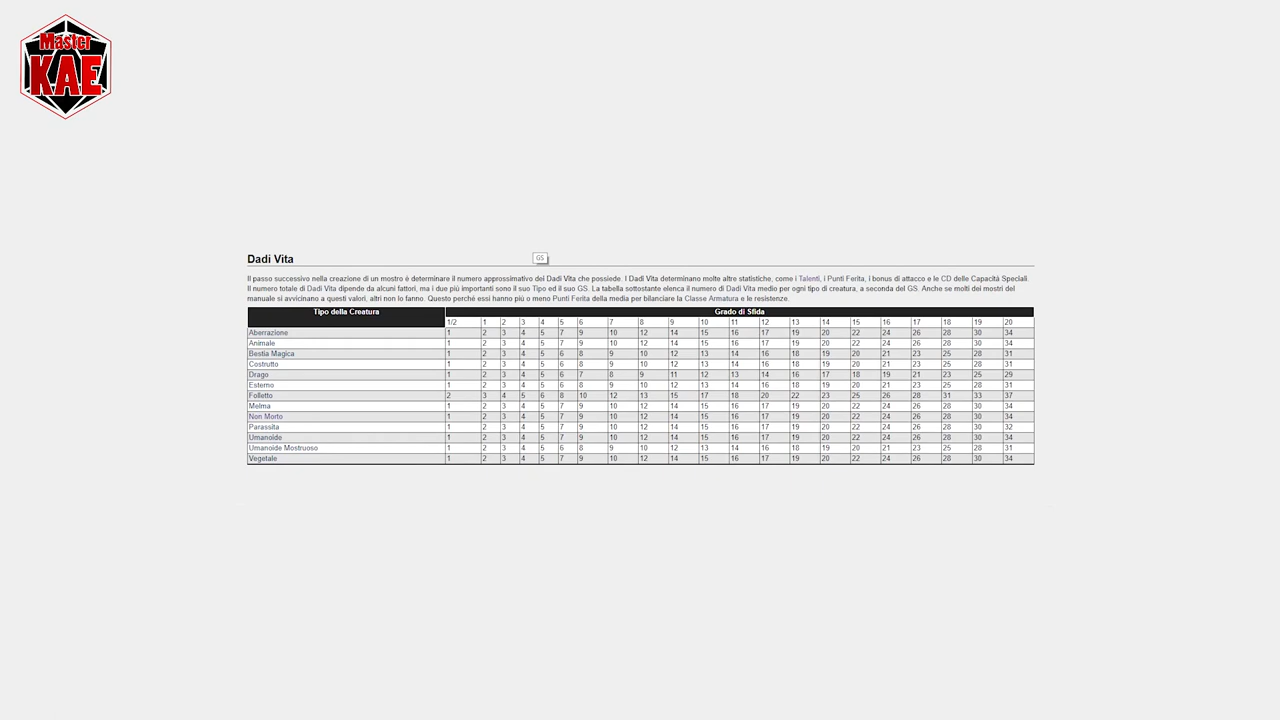 Master
KAE
Dadi Vita
GS
Il passo successivo nella creazione di un mostro è determinare il numero approssimativo dei Dadi Vita che possiede. I Dadi Vita determinano molte altre statistiche, come i Talenti, i Punti Ferita, i bonus di attacco e le CD delle Capacità Speciali.
Il numero totale di Dadi Vita dipende da alcuni fattori, ma i due più importanti sono il suo Tipo ed il suo GS. La tabella sottostante elenca il numero di Dadi Vita medio per ogni tipo di creatura, a seconda del GS. Anche se molti dei mostri del
manuale si avvicinano a questi valori, altri non lo fanno. Questo perché essi hanno più o meno Punti Ferita della media per bilanciare la Classe Armatura e le resistenze.
Tipo della Creatura Grado di Sfida
1/2 1 2 3 4 5 6 7 8 9 10 11 12 13 14 15 16 17 18 19 20
Aberrazione 1 2 3 4 5 7 9 10 12 14 15 16 17 19 20 22 24 26 28 30 34
Animale 1 2 3 4 5 7 9 10 12 14 15 16 17 19 20 22 24 26 28 30 34
Bestia Magica 1 2 3 4 5 6 8 9 10 12 13 14 16 18 19 20 21 23 25 28 31
Costrutto 1 2 3 4 5 6 8 9 10 12 13 14 16 18 19 20 21 23 25 28 31
Drago 1 2 3 4 5 6 7 8 9 11 12 13 14 16 17 18 19 21 23 25 29
Esterno 1 2 3 4 5 6 8 9 10 12 13 14 16 18 19 20 21 23 25 28 31
Folletto 2 3 4 5 6 8 10 12 13 15 17 18 20 22 23 25 26 28 31 33 37
Melma 1 2 3 4 5 7 9 10 12 14 15 16 17 19 20 22 24 26 28 30 34
Non Morto 1 2 3 4 5 7 9 10 12 14 15 16 17 19 20 22 24 26 28 30 34
Parassita 1 2 3 4 5 7 9 10 12 14 15 16 17 19 20 22 24 26 28 30 32
Umanoide 1 2 3 4 5 7 9 10 12 14 15 16 17 19 20 22 24 26 28 30 34
Umanoide Mostruoso 1 2 3 4 5 6 8 9 10 12 13 14 16 18 19 20 21 23 25 28 31
Vegetale 1 2 3 4 5 7 9 10 12 14 15 16 17 19 20 22 24 26 28 30 34